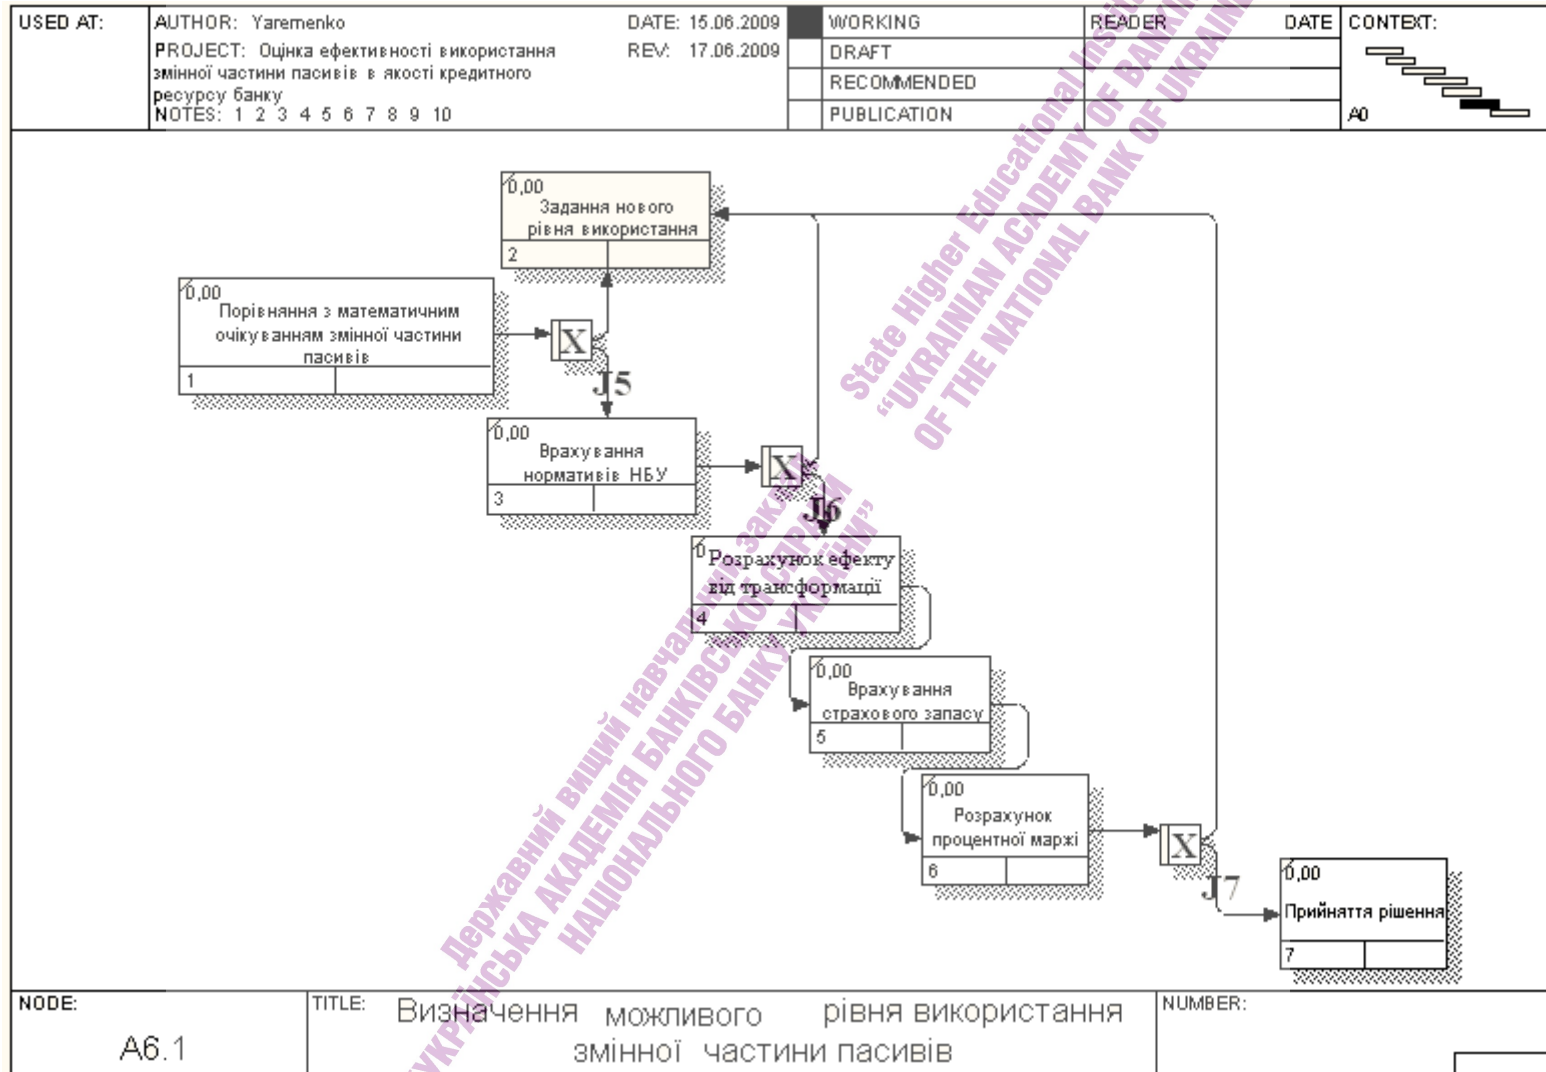 USED AT:
AUTHOR: Yaremenko
DATE: 15.06.2009
PROJECT: Оцінка ефективності використання
змінної частини пасивів в якості кредитного
ресурсу банку
REV: 17.06.2009
NOTES: 1 2 3 4 5 6 7 8 9 10
WORKING
DRAFT
RECOMMENDED
PUBLICATION
READER
DATE
CONTEXT:
A0
0,00
Задання нового
рівня використання
2
0,00
Порівняння з математичним
очікуванням змінної частини
пасивів
1
X
J5
0,00
Врахування
нормативів НБУ
3
X
J6
0
Розрахунок ефекту
від трансформації
4
0,00
Врахування
страхового запасу
5
0,00
Розрахунок
процентної маржі
6
X
J7
0,00
Прийняття рішення
7
State Higher Educational
"UKRAINIAN ACADEMY OF BANKING
OF THE NATIONAL BANK OF UKRAINE
Державний вищий навчальний заклад
УКРАЇНСЬКА АКАДЕМІЯ БАНКІВСЬКОЇ СПРАВИ
НАЦІОНАЛЬНОГО БАНКУ УКРАЇНИ"
NODE:
A6.1
TITLE:
Визначення можливого рівня використання
змінної частини пасивів
NUMBER: